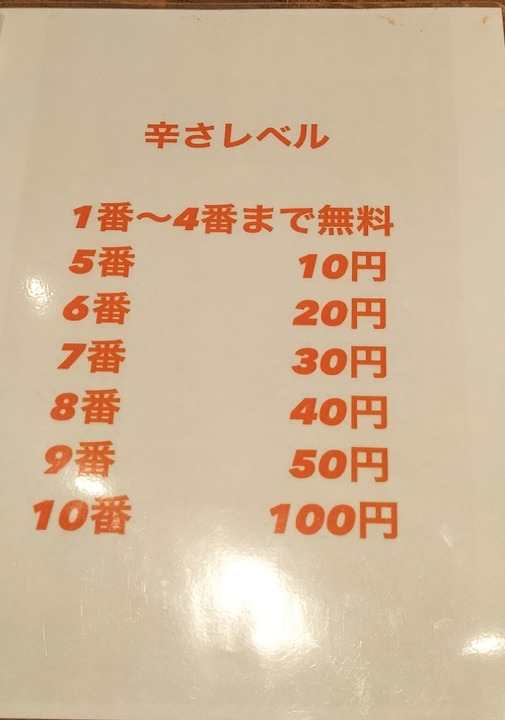 辛さレベル
1番〜4番まで無料
5番 10円
6番 20円
7番 30円
8番 40円
9番 50円
10番 100円